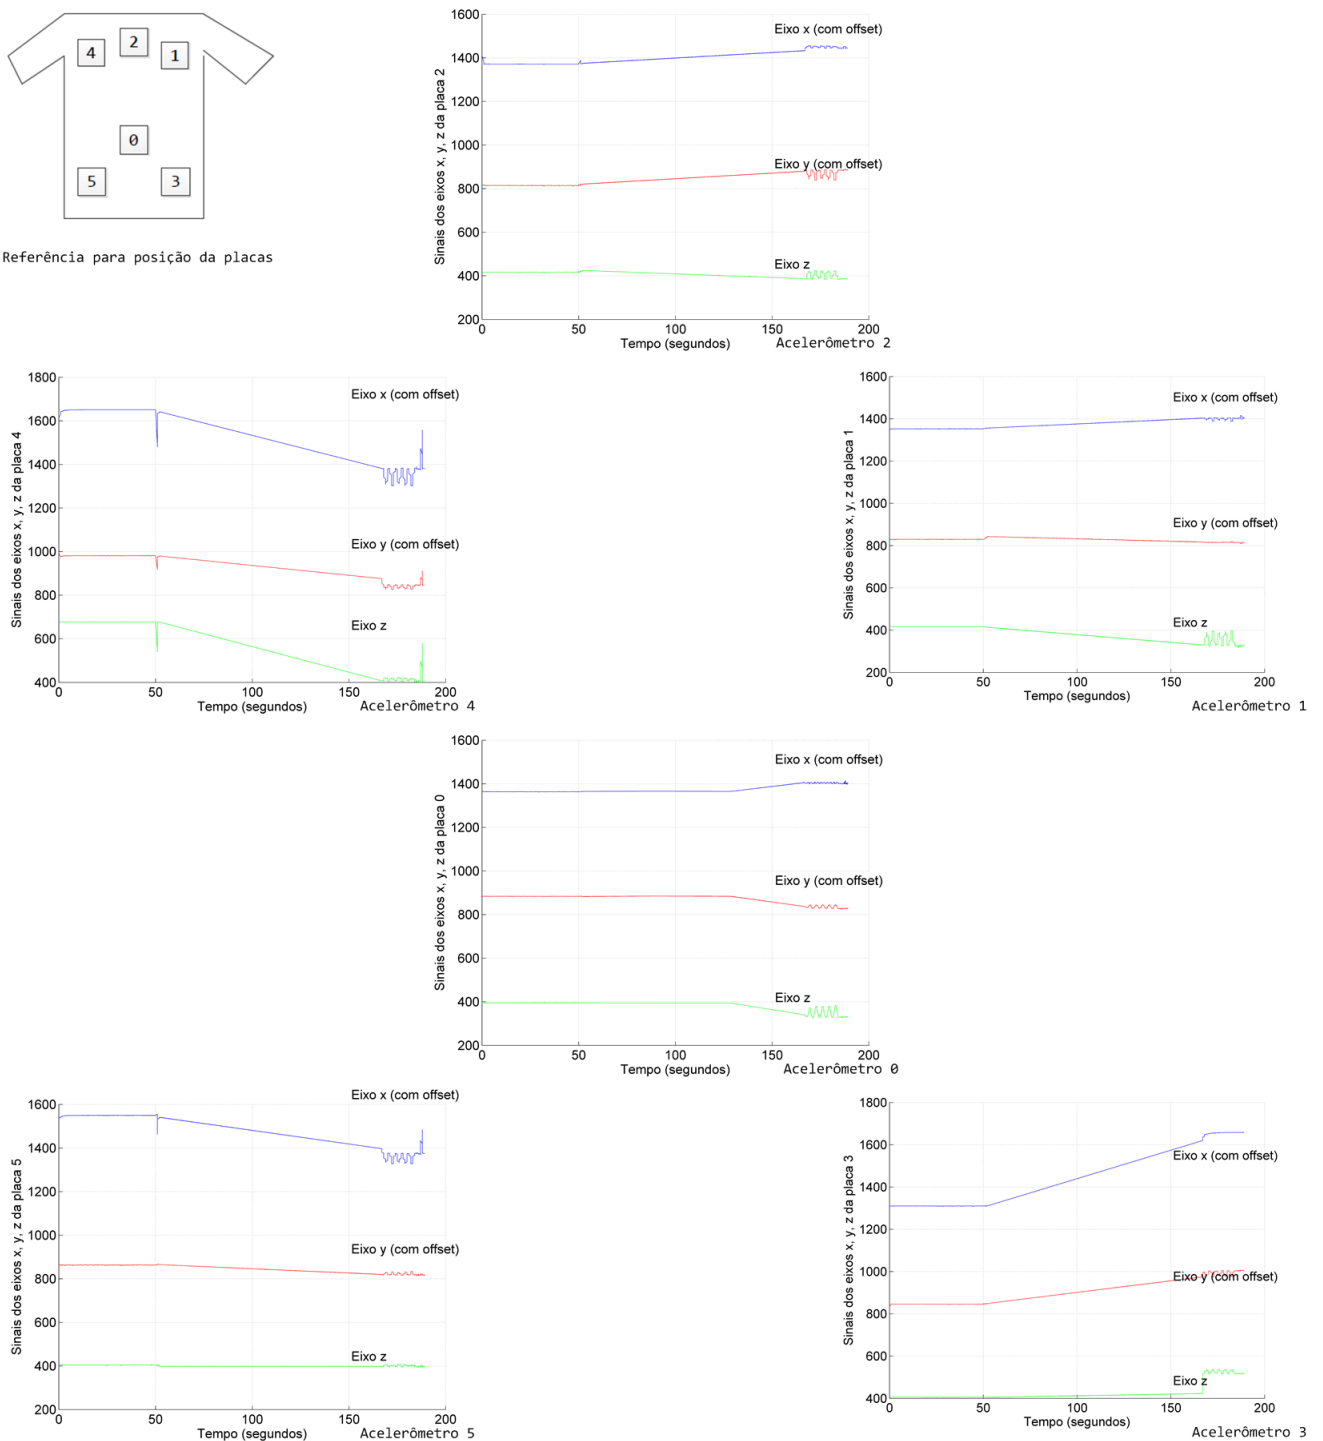 4
2
1
0
5
3
Referência para posição da placas
Sinais dos eixos x, y, z da placa 2
1600
1400
1200
1000
800
600
400
200
Eixo x (com offset)
Eixo y (com offset)
Eixo z
0 50 100 150 200
Tempo (segundos)
Acelerômetro 2
Sinais dos eixos x, y, z da placa 4
1800
1600
1400
1200
1000
800
600
400
Eixo x (com offset)
Eixo y (com offset)
Eixo z
0 50 100 150 200
Tempo (segundos)
Acelerômetro 4
Sinais dos eixos x, y, z da placa 1
1600
1400
1200
1000
800
600
400
200
Eixo x (com offset)
Eixo y (com offset)
Eixo z
0 50 100 150 200
Tempo (segundos)
Acelerômetro 1
Sinais dos eixos x, y, z da placa 0
1600
1400
1200
1000
800
600
400
200
Eixo x (com offset)
Eixo y (com offset)
Eixo z
0 50 100 150 200
Tempo (segundos)
Acelerômetro 0
Sinais dos eixos x, y, z da placa 5
1600
1400
1200
1000
800
600
400
200
Eixo x (com offset)
Eixo y (com offset)
Eixo z
0 50 100 150 200
Tempo (segundos)
Acelerômetro 5
Sinais dos eixos x, y, z da placa 3
1800
1600
1400
1200
1000
800
600
400
Eixo x (com offset)
Eixo y (com offset)
Eixo z
0 50 100 150 200
Tempo (segundos)
Acelerômetro 3